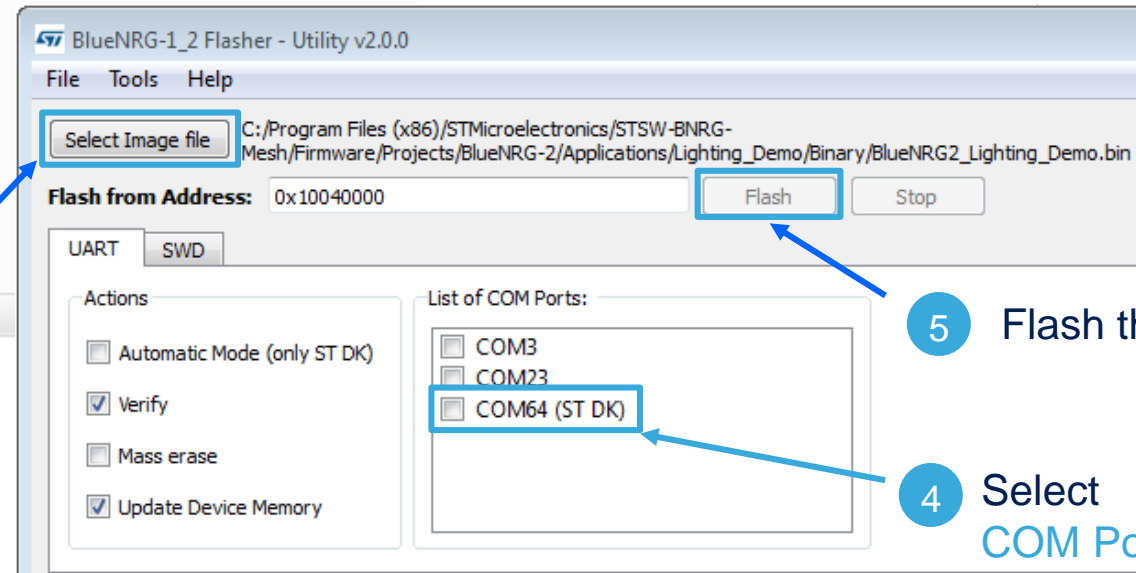 BlueNRG-1_2 Flasher - Utility v2.0.0
File Tools Help
Select Image file
C:/Program Files (x86)/STMicroelectronics/STSW-BNRG-
Mesh/Firmware/Projects/BlueNRG-2/Applications/Lighting_Demo/Binary/BlueNRG2_Lighting_Demo.bin
Flash from Address: 0x10040000 Flash Stop
UART SWD
Actions
Automatic Mode (only ST DK)
Verify
Mass erase
Update Device Memory
List of COM Ports:
COM3
COM23
COM64 (ST DK)
5 Flash
4 Select
COM